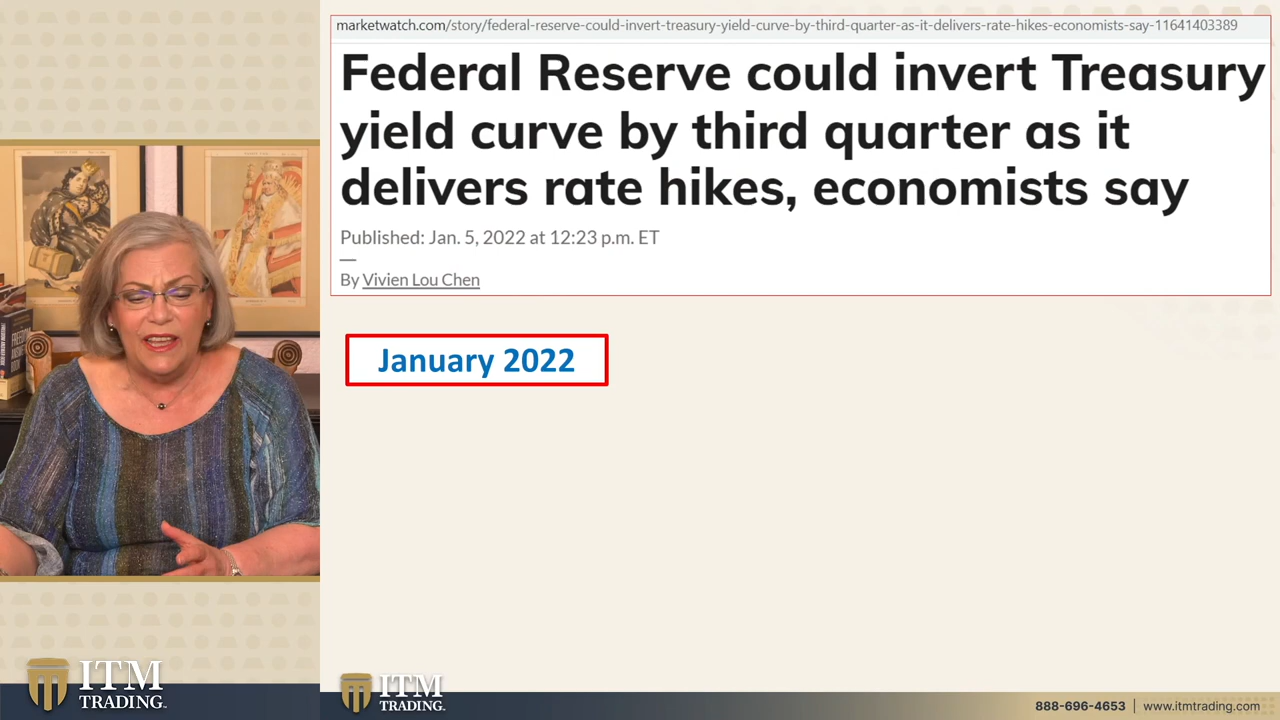 marketwatch.com/story/federal-reserve-could-invert-treasury-yield-curve-by-third-quarter-as-it-delivers-rate-hikes-economists-say-11641403389
Federal Reserve could invert Treasury
yield curve by third quarter as it
delivers rate hikes, economists say
Published: Jan. 5, 2022 at 12:23 p.m. ET
By Vivien Lou Chen
January 2022
ITM
TRADING
ITM
TRADING
888-696-4653 | www.itmtrading.com